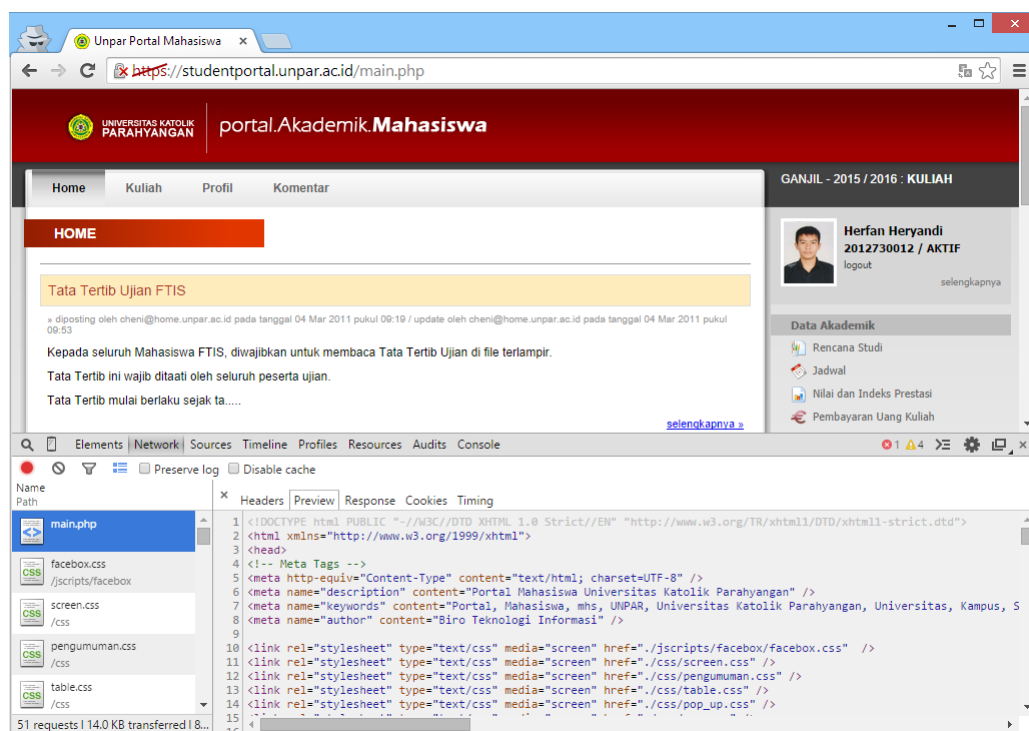 Unpar Portal Mahasiswa
https://studentportal.unpar.ac.id/main.php
UNIVERSITAS KATOLIK
PARAHYANGAN
portal.Akademik.Mahasiswa
Home Kuliah Profil Komentar
GANJIL - 2015 / 2016 : KULIAH
HOME
Herfan Heryandi
2012730012 / AKTIF
logout
selengkapnya
Tata Tertib Ujian FTIS
» diposting oleh cheni@home.unpar.ac.id pada tanggal 04 Mar 2011 pukul 09:19 / update oleh cheni@home.unpar.ac.id pada tanggal 04 Mar 2011 pukul
09:53
Kepada seluruh Mahasiswa FTIS, diwajibkan untuk membaca Tata Tertib Ujian di file terlampir.
Tata Tertib ini wajib ditaati oleh seluruh peserta ujian.
Tata Tertib mulai berlaku sejak ta.....
selengkapnya »
Data Akademik
Rencana Studi
Jadwal
Nilai dan Indeks Prestasi
Pembayaran Uang Kuliah
Elements Network Sources Timeline Profiles Resources Audits Console
1 4
Preserve log Disable cache
Name
Path
× Headers Preview Response Cookies Timing
main.php
facebox.css
/jscripts/facebox
screen.css
/css
pengumuman.css
/css
table.css
/css
51 requests | 14.0 KB transferred | 8...
1 <!DOCTYPE html PUBLIC "-//W3C//DTD XHTML 1.0 Strict//EN" "http://www.w3.org/TR/xhtml1/DTD/xhtml1-strict.dtd">
2 <html xmlns="http://www.w3.org/1999/xhtml">
3 <head>
4 <!-- Meta Tags -->
5 <meta http-equiv="Content-Type" content="text/html; charset=UTF-8" />
6 <meta name="description" content="Portal Mahasiswa Universitas Katolik Parahyangan" />
7 <meta name="keywords" content="Portal, Mahasiswa, mhs, UNPAR, Universitas Katolik Parahyangan, Universitas, Kampus, S
8 <meta name="author" content="Biro Teknologi Informasi" />
9
10 <link rel="stylesheet" type="text/css" media="screen" href="./jscripts/facebox/facebox.css" />
11 <link rel="stylesheet" type="text/css" media="screen" href="./css/screen.css" />
12 <link rel="stylesheet" type="text/css" media="screen" href="./css/pengumuman.css" />
13 <link rel="stylesheet" type="text/css" media="screen" href="./css/table.css" />
14 <link rel="stylesheet" type="text/css" media="screen" href="./css/pop_up.css" />
15